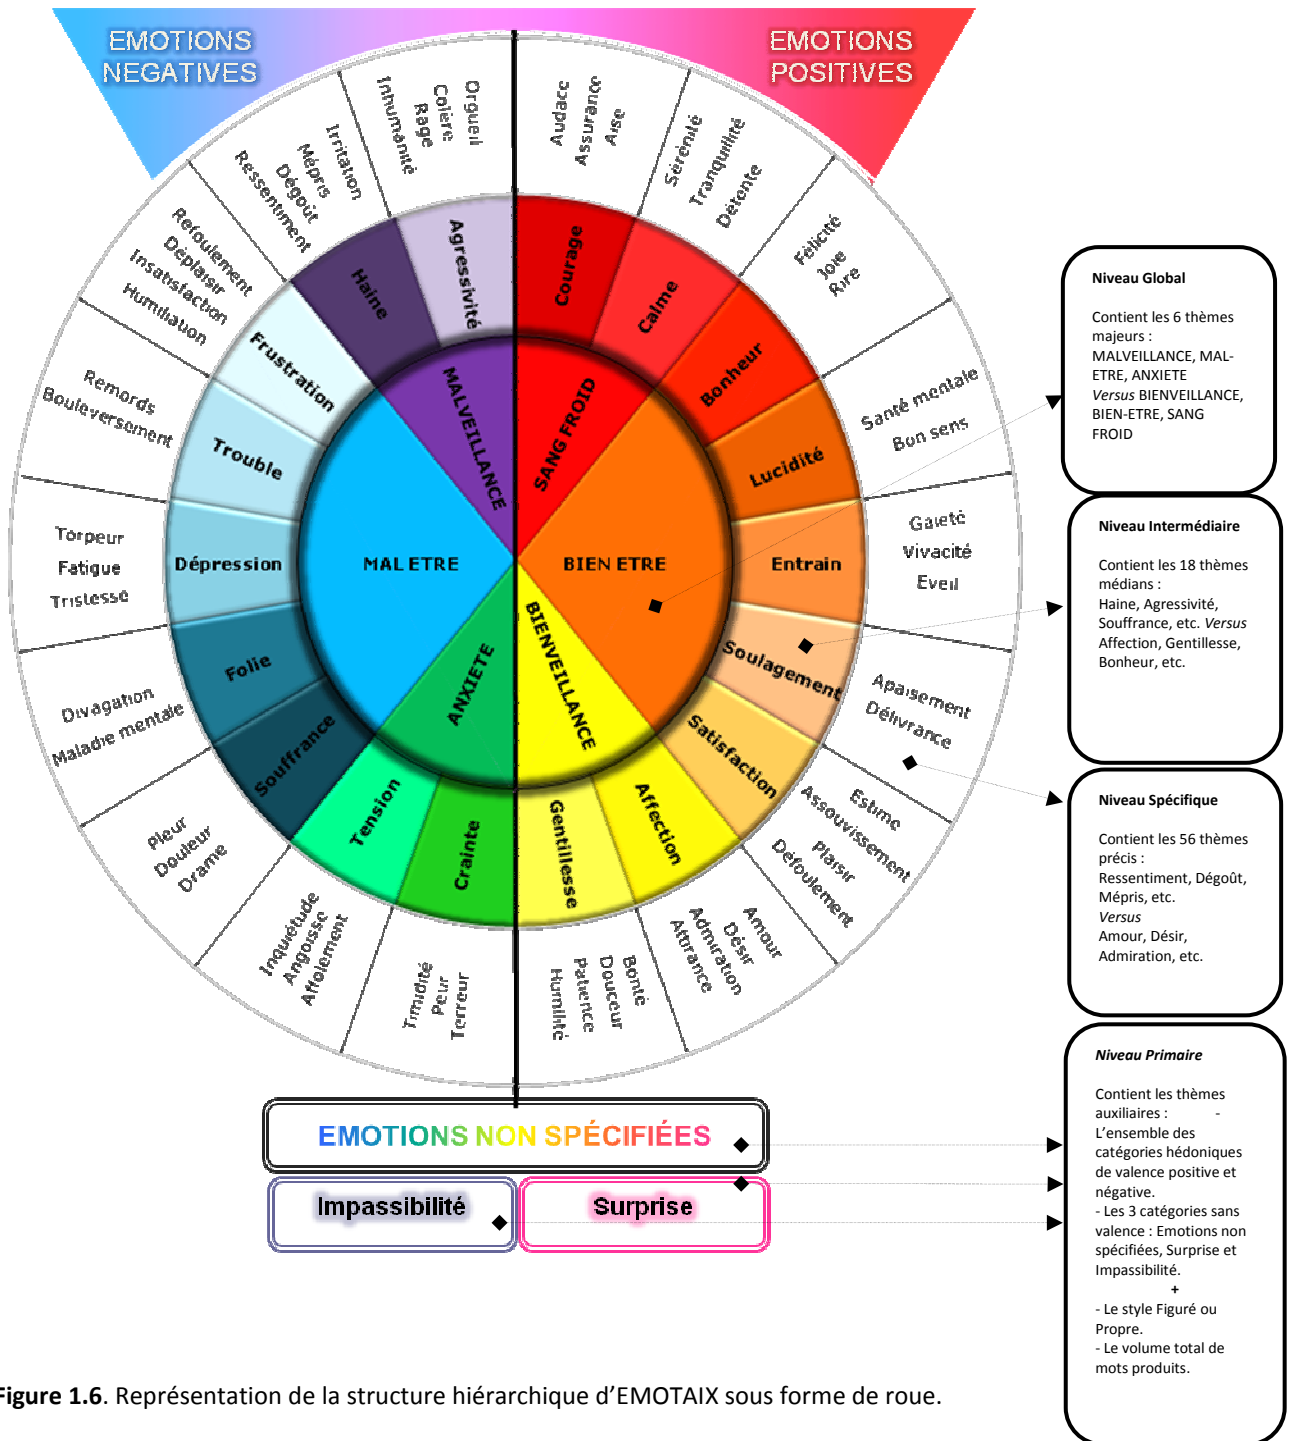 EMOTIONS
NEGATIVES
EMOTIONS
POSITIVES
Orgueil
Colère
Rage
Inhumanité
Irritation
Mépris
Dégoût
Ressentiment
Refoulement
Déplaisir
Insatisfaction
Humiliation
Remords
Bouleversement
Torpeur
Fatigue
Tristesse
Divagation
Maladie mentale
Pleur
Douleur
Drame
Inquiétude
Angoisse
Affolement
Timidité
Peur
Terreur
Audace
Assurance
Aise
Sérénité
Tranquillité
Détente
Félicité
Joie
Rire
Santé mentale
Bon sens
Gaieté
Vivacité
Eveil
Apaisement
Délivrance
Estime
Assouvissement
Plaisir
Défoulement
Amour
Désir
Admiration
Attirance
Bonté
Douceur
Patience
Humilité
Agressivité
Haine
Frustration
Trouble
Dépression
Folie
Souffrance
Tension
Crainte
Courage
Calme
Bonheur
Lucidité
Entrain
Soulagement
Satisfaction
Affection
Gentillesse
MALVEILLANCE
MAL ETRE
ANXIETE
SANG FROID
BIEN ETRE
BIENVEILLANCE
EMOTIONS NON SPÉCIFIÉES
Impassibilité
Surprise
Niveau Global
Contient les 6 thèmes
majeurs :
MALVEILLANCE, MAL-
ETRE, ANXIETE
Versus BIENVEILLANCE,
BIEN-ETRE, SANG
FROID
Niveau Intermédiaire
Contient les 18 thèmes
médians :
Haine, Agressivité,
Souffrance, etc. Versus
Affection, Gentillesse,
Bonheur, etc.
Niveau Spécifique
Contient les 56 thèmes
précis :
Ressentiment, Dégoût,
Mépris, etc.
Versus
Amour, Désir,
Admiration, etc.
Niveau Primaire
Contient les thèmes
auxiliaires : -
L'ensemble des
catégories hédoniques
de valence positive et
négative.
- Les 3 catégories sans
valence : Emotions non
spécifiées, Surprise et
Impassibilité.
+
- Le style Figuré ou
Propre.
- Le volume total de
mots produits.
Figure 1.6. Représentation de la structure hiérarchique d'EMOTAIX sous forme de roue.